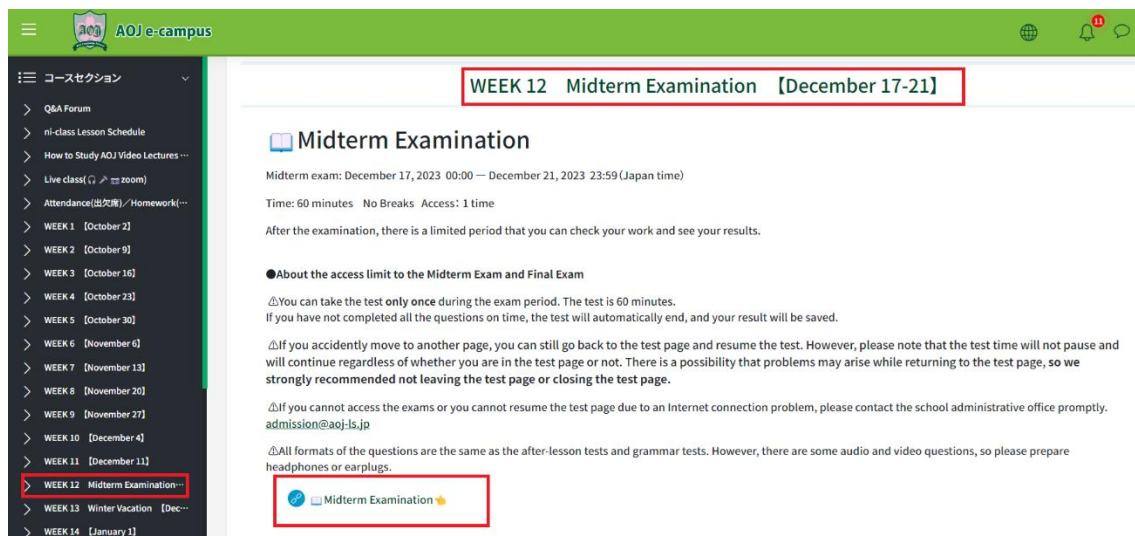 AOJ
AOJ e-campus
11
コースセクション
Q&A Forum
ni-class Lesson Schedule
How to Study AOJ Video Lectures ···
Live class(🎧 🎤 zoom)
Attendance(出欠席)／Homework(···
WEEK 1 【October 2】
WEEK 2 【October 9】
WEEK 3 【October 16】
WEEK 4 【October 23】
WEEK 5 【October 30】
WEEK 6 【November 6】
WEEK 7 【November 13】
WEEK 8 【November 20】
WEEK 9 【November 27】
WEEK 10 【December 4】
WEEK 11 【December 11】
WEEK 12 Midterm Examination···
WEEK 13 Winter Vacation 【Dec···
WEEK 14 【January 1】
WEEK 12 Midterm Examination 【December 17-21】
📖Midterm Examination
Midterm exam: December 17, 2023 00:00 — December 21, 2023 23:59(Japan time)
Time: 60 minutes No Breaks Access: 1 time
After the examination, there is a limited period that you can check your work and see your results.
●About the access limit to the Midterm Exam and Final Exam
⚠You can take the test only once during the exam period. The test is 60 minutes.
If you have not completed all the questions on time, the test will automatically end, and your result will be saved.
⚠If you accidently move to another page, you can still go back to the test page and resume the test. However, please note that the test time will not pause and
will continue regardless of whether you are in the test page or not. There is a possibility that problems may arise while returning to the test page, so we
strongly recommended not leaving the test page or closing the test page.
⚠If you cannot access the exams or you cannot resume the test page due to an Internet connection problem, please contact the school administrative office promptly.
admission@aoj-ls.jp
⚠All formats of the questions are the same as the after-lesson tests and grammar tests. However, there are some audio and video questions, so please prepare
headphones or earplugs.
📖Midterm Examination👈